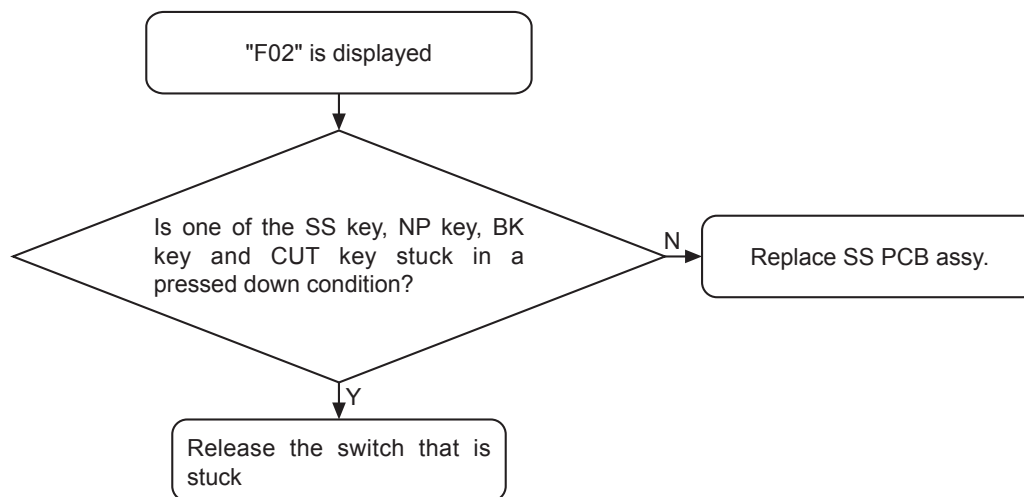 "F02" is displayed
Is one of the SS key, NP key, BK
key and CUT key stuck in a
pressed down condition?
N
Replace SS PCB assy.
Y
Release the switch that is
stuck